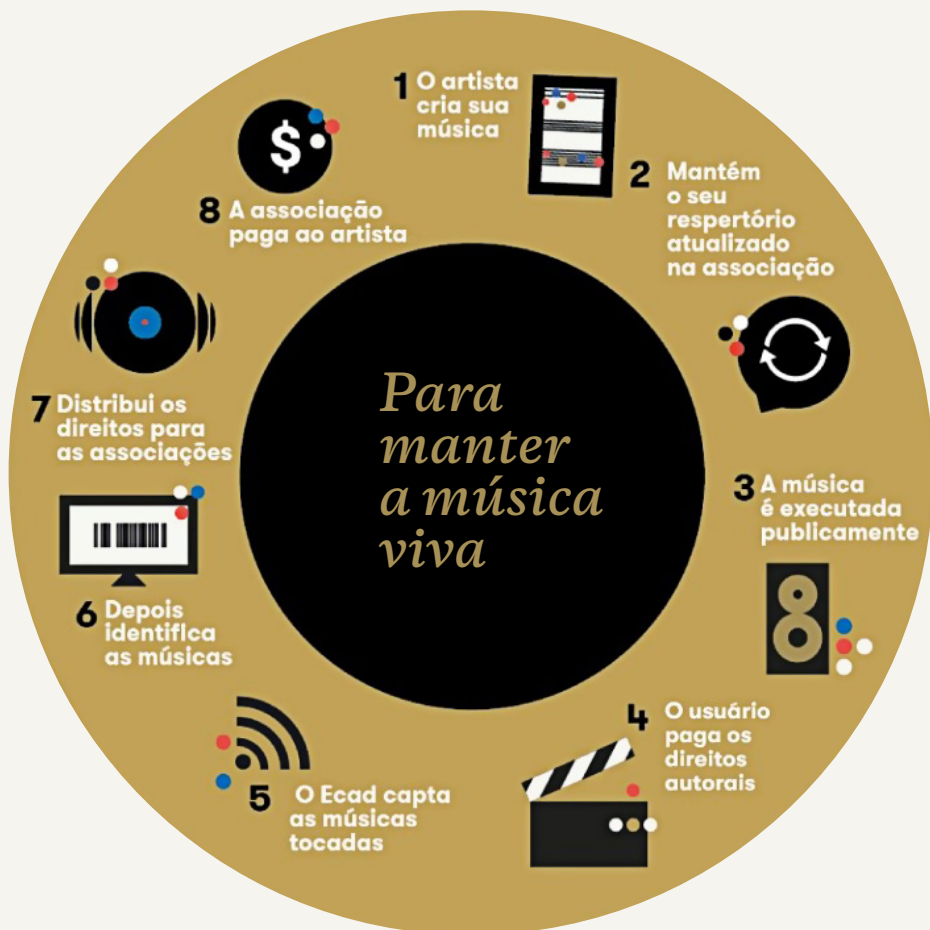 1 O artista
cria sua
música
2 Mantém
o seu
respertório
atualizado
na associação
3 A música
é executada
publicamente
4 O usuário
paga os
direitos
autorais
5 O Ecad capta
as músicas
tocadas
6 Depois
identifica
as músicas
7 Distribui os
direitos para
as associações
8 A associação
paga ao artista
$
Para
manter
a música
viva